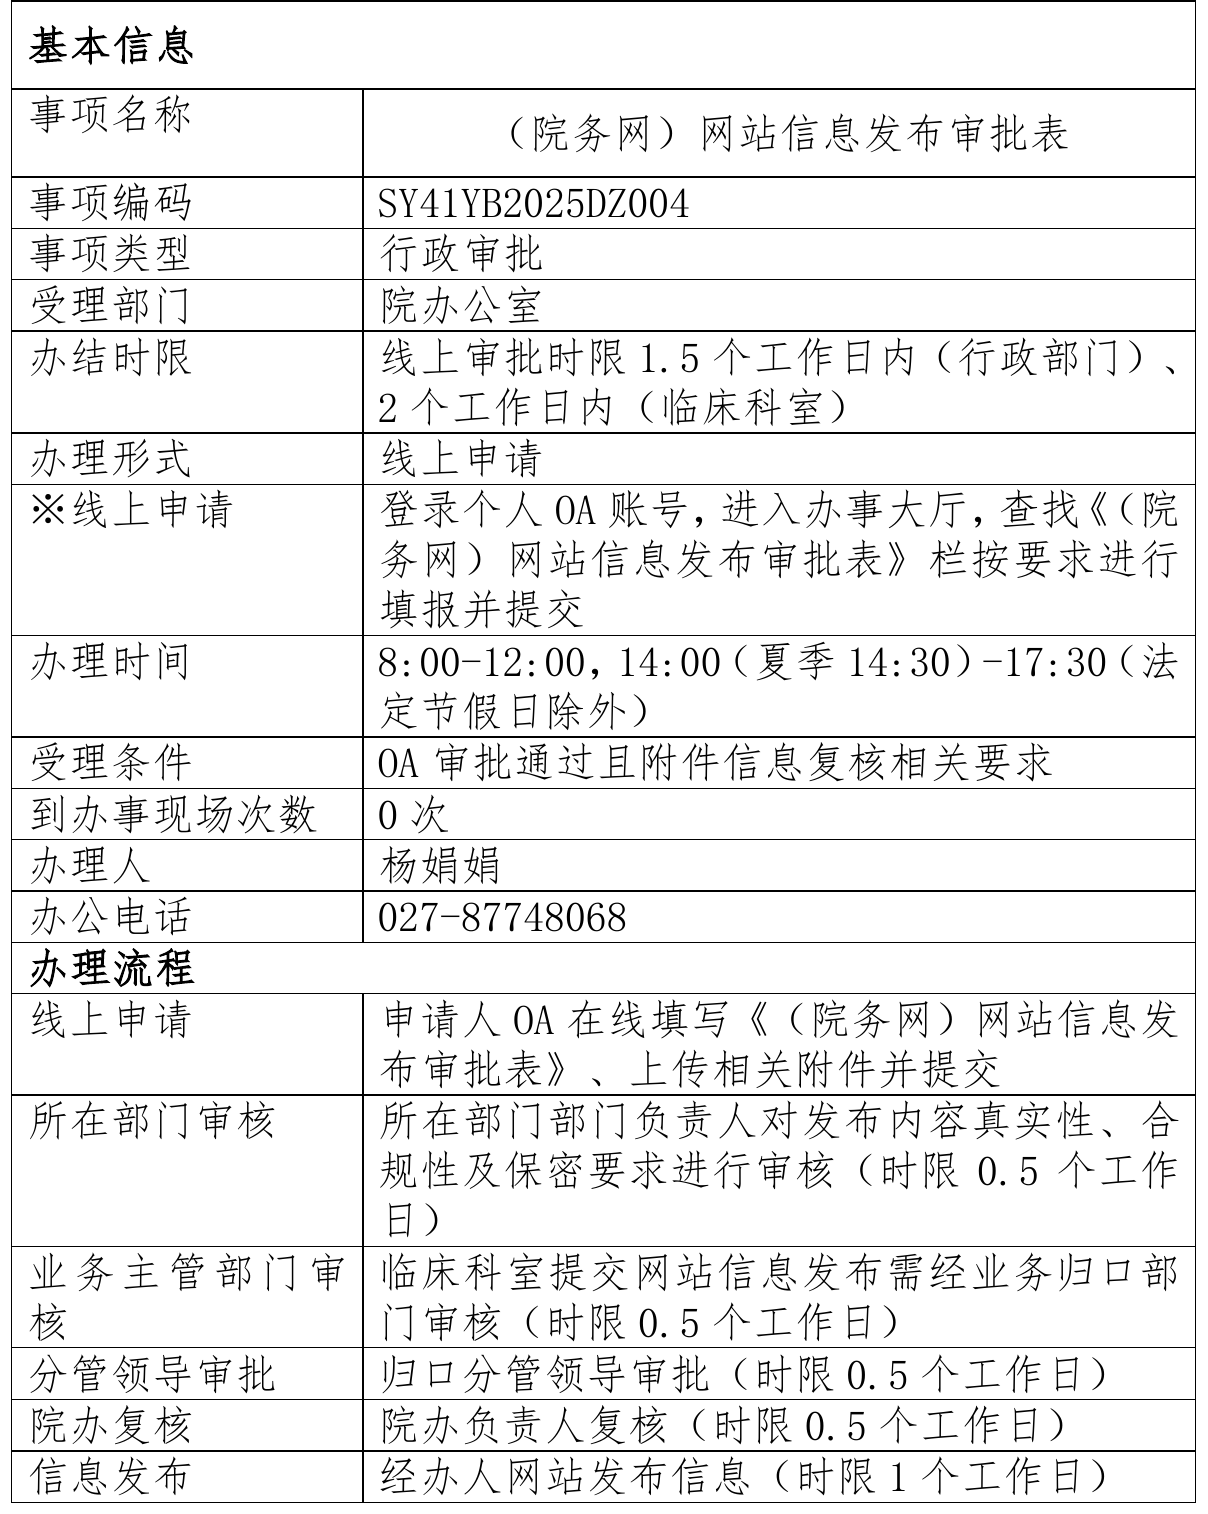 基本信息
事项名称
（院务网）网站信息发布审批表
事项编码
SY41YB2025DZ004
事项类型
行政审批
受理部门
院办公室
办结时限
线上审批时限 1.5 个工作日内（行政部门）、
2 个工作日内（临床科室）
办理形式
线上申请
※线上申请
登录个人 OA 账号，进入办事大厅，查找《（院
务网）网站信息发布审批表》栏按要求进行
填报并提交
办理时间
8:00-12:00，14:00（夏季 14:30）-17:30（法
定节假日除外）
受理条件
OA 审批通过且附件信息复核相关要求
到办事现场次数
0 次
办理人
杨娟娟
办公电话
027-87748068
办理流程
线上申请
申请人 OA 在线填写《（院务网）网站信息发
布审批表》、上传相关附件并提交
所在部门审核
所在部门部门负责人对发布内容真实性、合
规性及保密要求进行审核（时限 0.5 个工作
日）
业务主管部门审
核
临床科室提交网站信息发布需经业务归口部
门审核（时限 0.5 个工作日）
分管领导审批
归口分管领导审批（时限 0.5 个工作日）
院办复核
院办负责人复核（时限 0.5 个工作日）
信息发布
经办人网站发布信息（时限 1 个工作日）